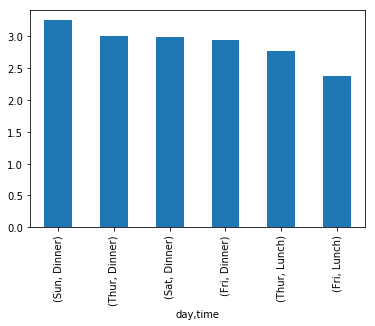 3.0
2.5
2.0
1.5
1.0
0.5
0.0
(Sun, Dinner)
(Thur, Dinner)
(Sat, Dinner)
(Fri, Dinner)
(Thur, Lunch)
(Fri, Lunch)
day,time